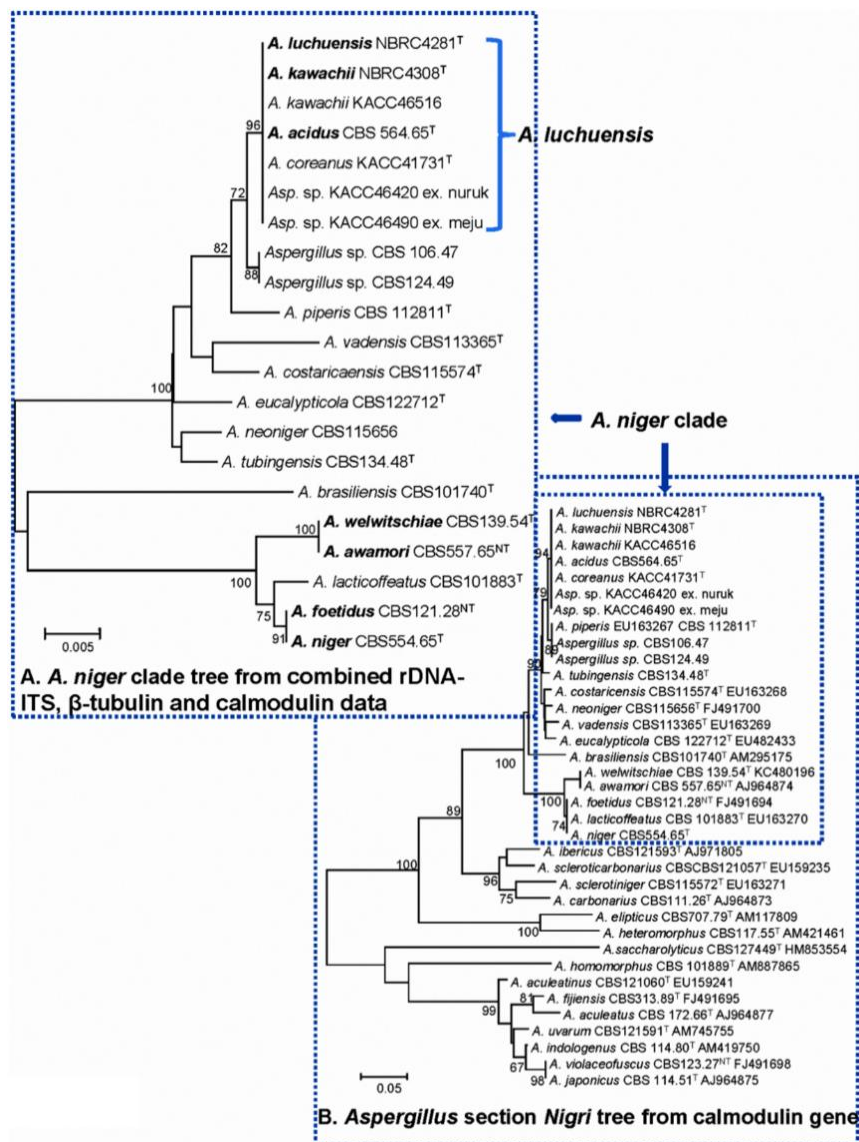 A. luchuensis NBRC4281T
A. kawachii NBRC4308T
A. kawachii KACC46516
96
A. acidus CBS 564.65T
A. luchuensis
A. coreanus KACC41731T
72
Asp. sp. KACC46420 ex. nuruk
Asp. sp. KACC46490 ex. meju
82
Aspergillus sp. CBS 106.47
88
Aspergillus sp. CBS124.49
A. piperis CBS 112811T
A. vadensis CBS113365T
A. costaricaensis CBS115574T
100
A. eucalypticola CBS122712T
A. neoniger CBS115656
A. tubingensis CBS134.48T
A. brasiliensis CBS101740T
A. welwitschiae CBS139.54T
100
A. awamori CBS557.65NT
100
A. lacticoffeatus CBS101883T
75
A. foetidus CBS121.28NT
91
A. niger CBS554.65T
0.005
A. A. niger clade tree from combined rDNA-
ITS, β-tubulin and calmodulin data
A. niger clade
A. luchuensis NBRC4281T
A. kawachii NBRC4308T
A. kawachii KACC46516
94
A. acidus CBS564.65T
A. coreanus KACC41731T
79
Asp. sp. KACC46420 ex. nuruk
Asp. sp. KACC46490 ex. meju
A. piperis EU163267 CBS 112811T
Aspergillus sp. CBS106.47
89
Aspergillus sp. CBS124.49
A. tubingensis CBS134.48T
A. costaricensis CBS115574T EU163268
A. neoniger CBS115656T FJ491700
A. vadensis CBS113365T EU163269
A. eucalypticola CBS 122712T EU482433
A. brasiliensis CBS101740T AM295175
100
A. welwitschiae CBS 139.54T KC480196
A. awamori CBS 557.65NT AJ964874
100
A. foetidus CBS121.28NT FJ491694
A. lacticoffeatus CBS 101883T EU163270
74
A. niger CBS554.65T
89
A. ibericus CBS121593T AJ971805
100
A. scleroticarbonarius CBSCBS121057T EU159235
96
A. sclerotiniger CBS115572T EU163271
75
A. carbonarius CBS111.26T AJ964873
A. elipticus CBS707.79T AM117809
100
A. heteromorphus CBS117.55T AM421461
A.saccharolyticus CBS127449T HM853554
A. homomorphus CBS 101889T AM887865
A. aculeatinus CBS121060T EU159241
81
A. fijiensis CBS313.89T FJ491695
99
A. aculeatus CBS 172.66T AJ964877
A. uvarum CBS121591T AM745755
A. indologenus CBS 114.80T AM419750
67
A. violaceofuscus CBS123.27NT FJ491698
98
A. japonicus CBS 114.51T AJ964875
0.05
B. Aspergillus section Nigri tree from calmodulin gene